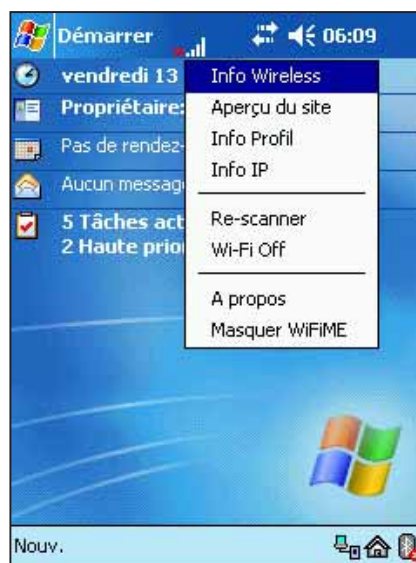 Démarrer 06:09
vendredi 13
Propriétaire:
Pas de rendez-
Aucun messag
5 Tâches act
2 Haute prio
Info Wireless
Aperçu du site
Info Profil
Info IP
Re-scanner
Wi-Fi Off
A propos
Masquer WiFiME
Nouv.